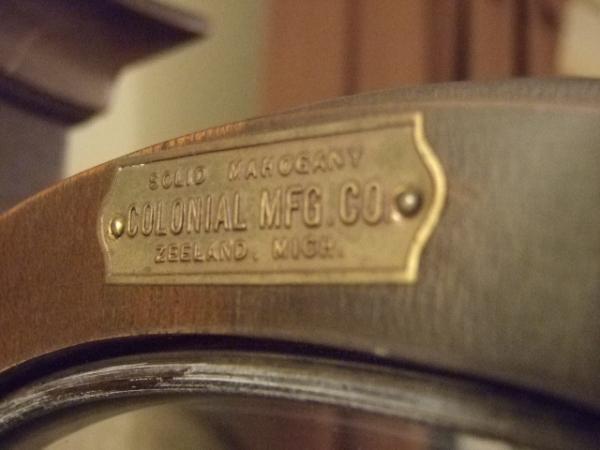 SOLID MAHOGANY
COLONIAL MFG. CO.
ZEELAND, MICH.